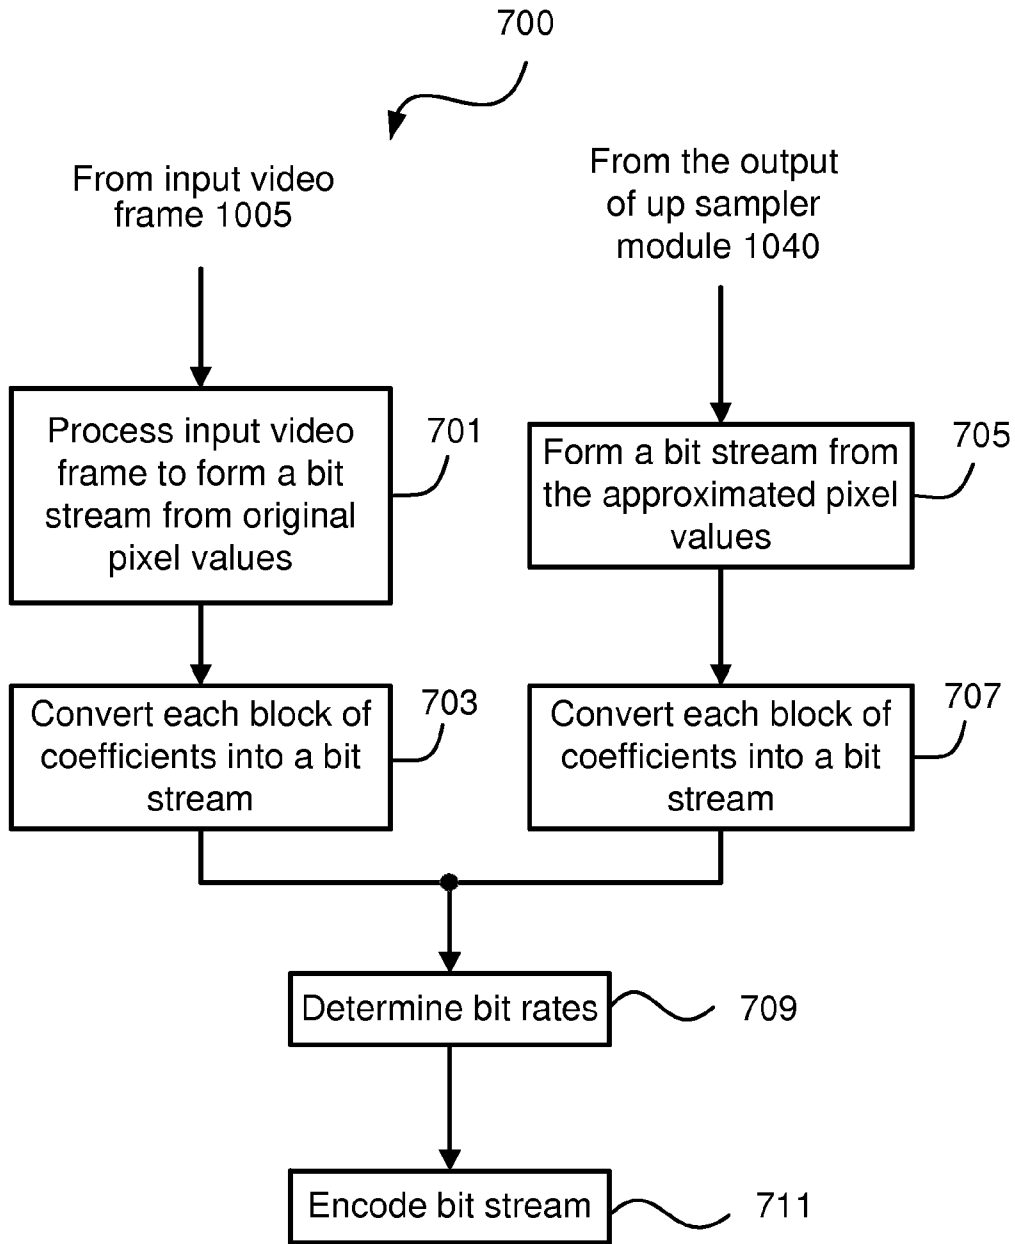 700
From input video
frame 1005
From the output
of up sampler
module 1040
Process input video
frame to form a bit
stream from original
pixel values
701
Form a bit stream from
the approximated pixel
values
705
Convert each block of
coefficients into a bit
stream
703
Convert each block of
coefficients into a bit
stream
707
Determine bit rates
709
Encode bit stream
711